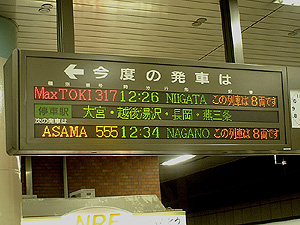 ←今度の発車は
MaxTOKI 317 12:26 NIIGATA この列車は 8両です
停車駅 大宮・越後湯沢・長岡・燕三条
次の発車は
ASAMA 555 12:34 NAGANO この列車は 8両です
NRE